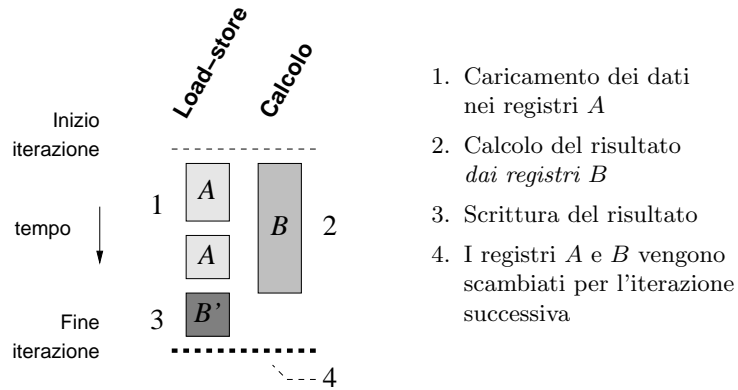 Load–store
Calcolo
Inizio
iterazione
1
A
tempo
B
2
A
3
B'
Fine
iterazione
4
1. Caricamento dei dati
nei registri A
2. Calcolo del risultato
dai registri B
3. Scrittura del risultato
4. I registri A e B vengono
scambiati per l'iterazione
successiva